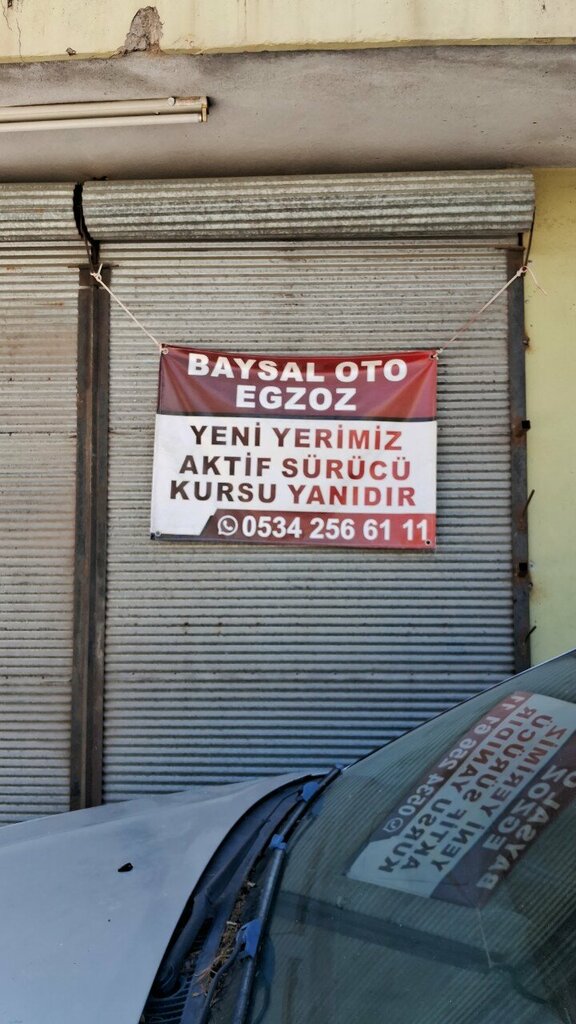 BAYSAL OTO
EGZOZ
YENİ YERİMİZ
AKTİF SÜRÜCÜ
KURSU YANIDIR
0534 256 61 11